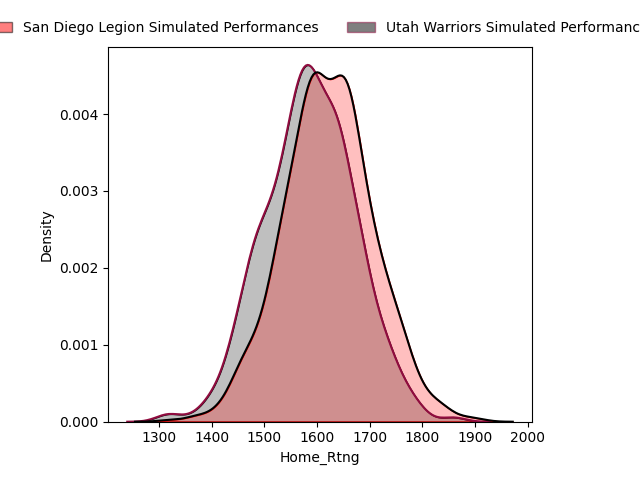 San Diego Legion Simulated Performances
Utah Warriors Simulated Performanc
0.004
0.003
0.002
0.001
0.000
Density
1300 1400 1500 1600 1700 1800 1900 2000
Home_Rtng